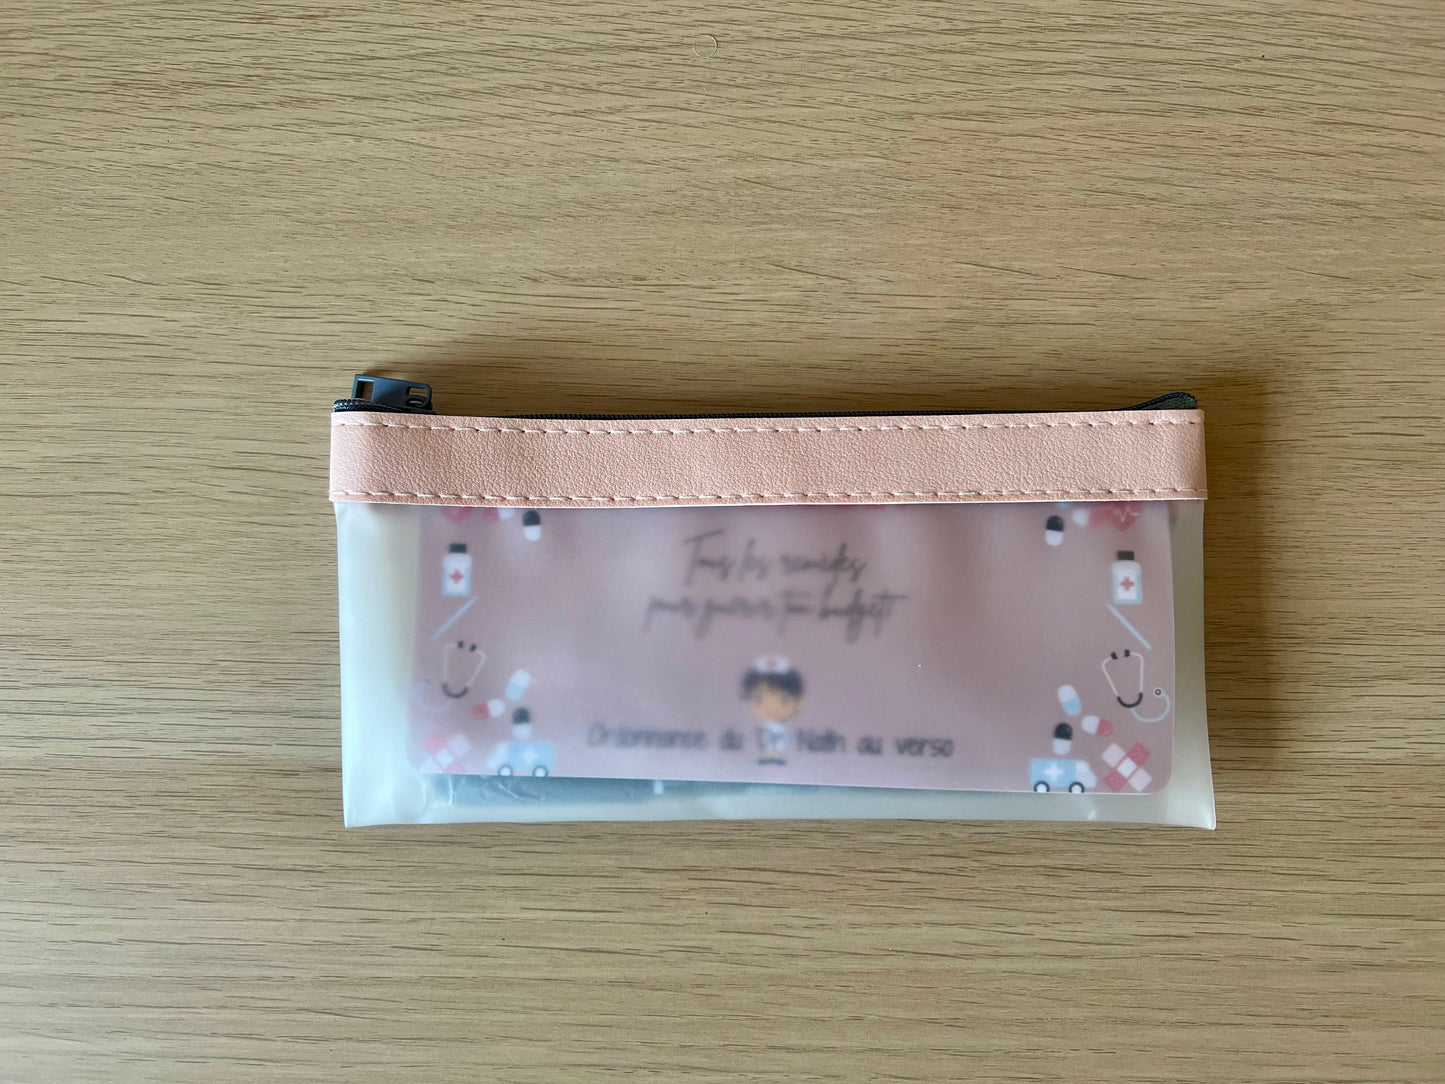 Tous les remèdes
pour guérir ton budget
Ordonnance du Dr Nath au verso